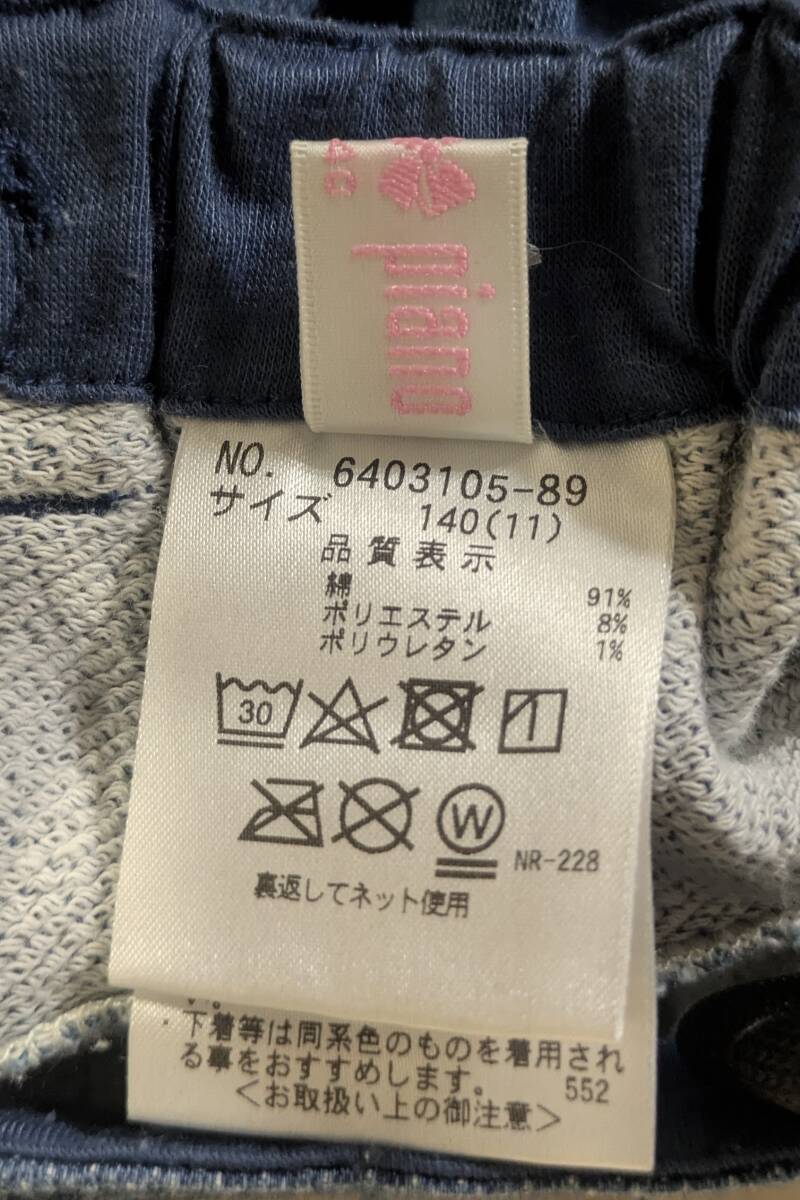 piano
NO. 6403105-89
サイズ 140(11)
品質表示
綿 91%
ポリエステル 8%
ポリウレタン 1%
30
W
NR-228
裏返してネット使用
下着等は同系色のものを着用され
る事をおすすめします。 552
<お取扱い上の御注意>